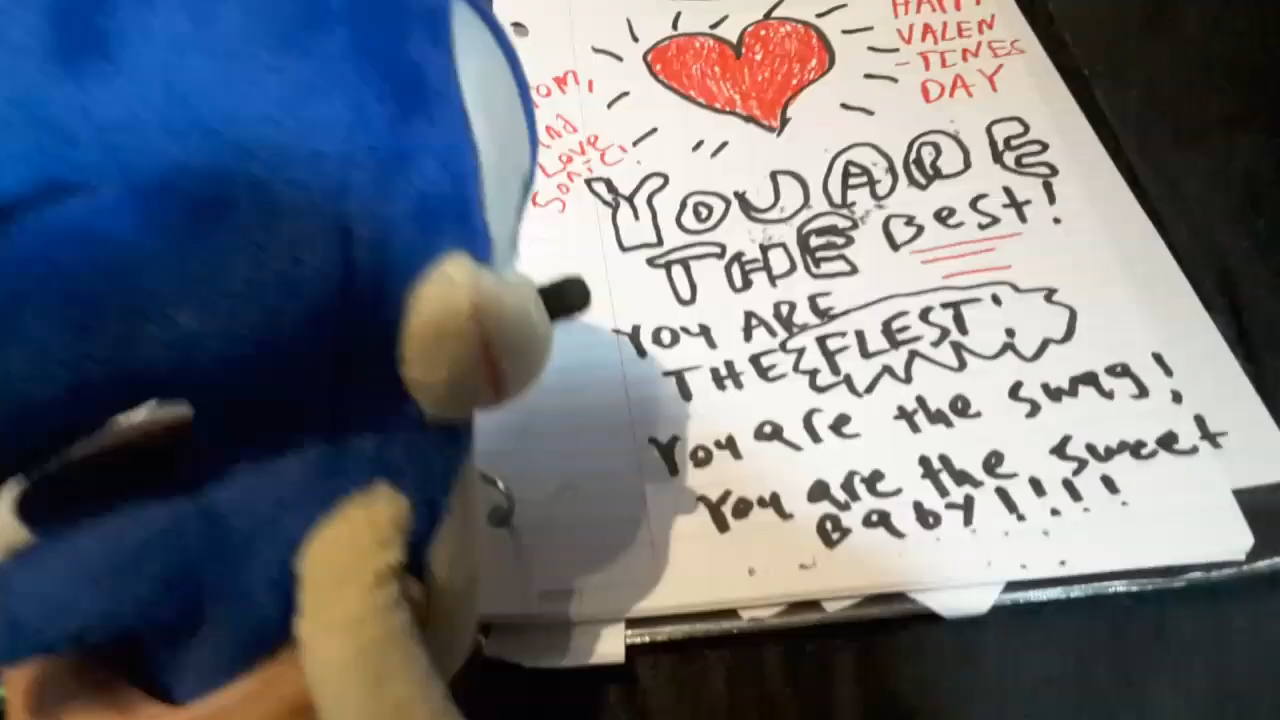 HAPPY
VALEN
-TINES
DAY
and
Love
Sonic!
YOU ARE
THE Best!
YOU ARE
THE FLEST!
You are the swag!
You are the sweet
BABY!!!!